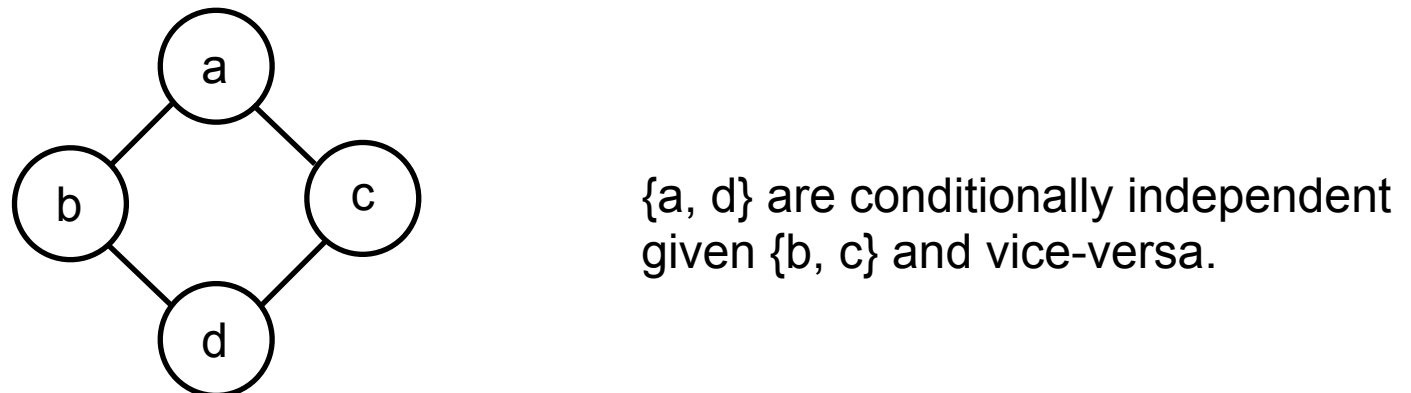 a
b
c
{a, d} are conditionally independent
given {b, c} and vice-versa.
d